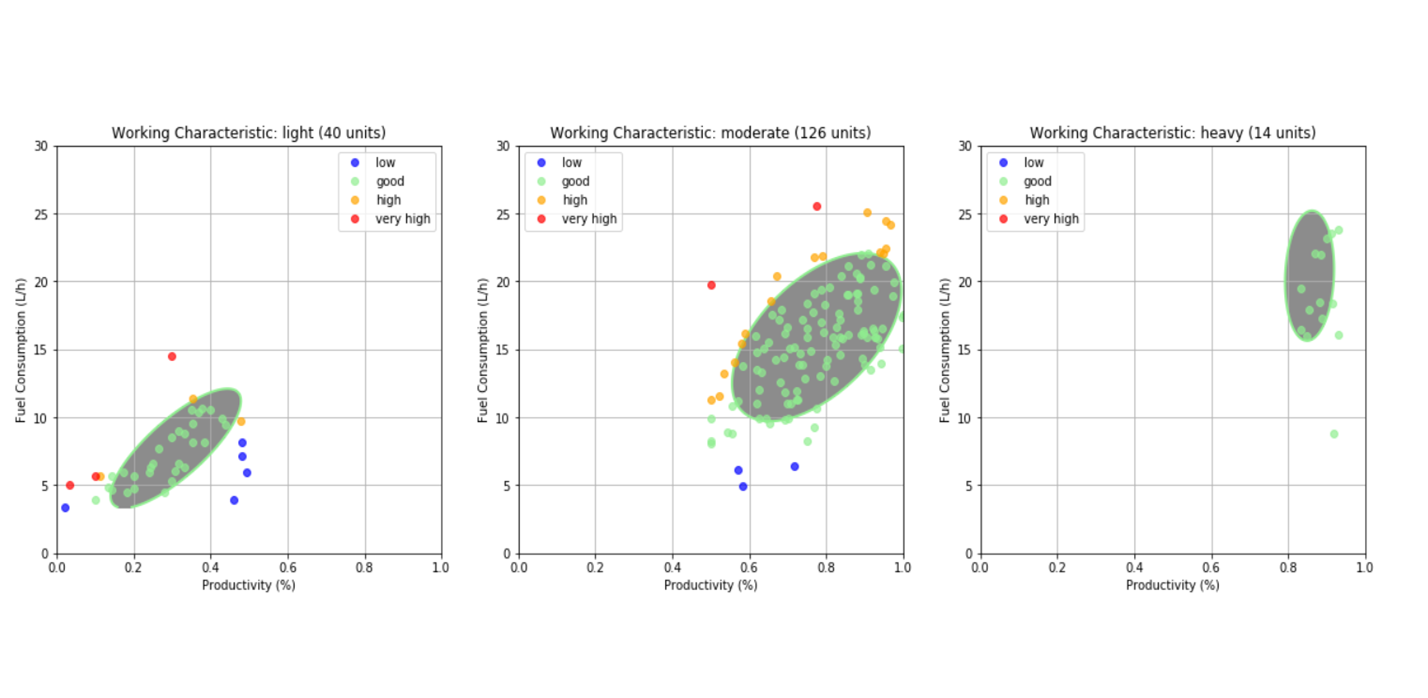 Working Characteristic: light (40 units)
30
25
20
15
10
5
0
0.0 0.2 0.4 0.6 0.8 1.0
Fuel Consumption (L/h)
Productivity (%)
low
good
high
very high
Working Characteristic: moderate (126 units)
30
25
20
15
10
5
0
0.0 0.2 0.4 0.6 0.8 1.0
Fuel Consumption (L/h)
Productivity (%)
low
good
high
very high
Working Characteristic: heavy (14 units)
30
25
20
15
10
5
0
0.0 0.2 0.4 0.6 0.8 1.0
Fuel Consumption (L/h)
Productivity (%)
low
good
high
very high